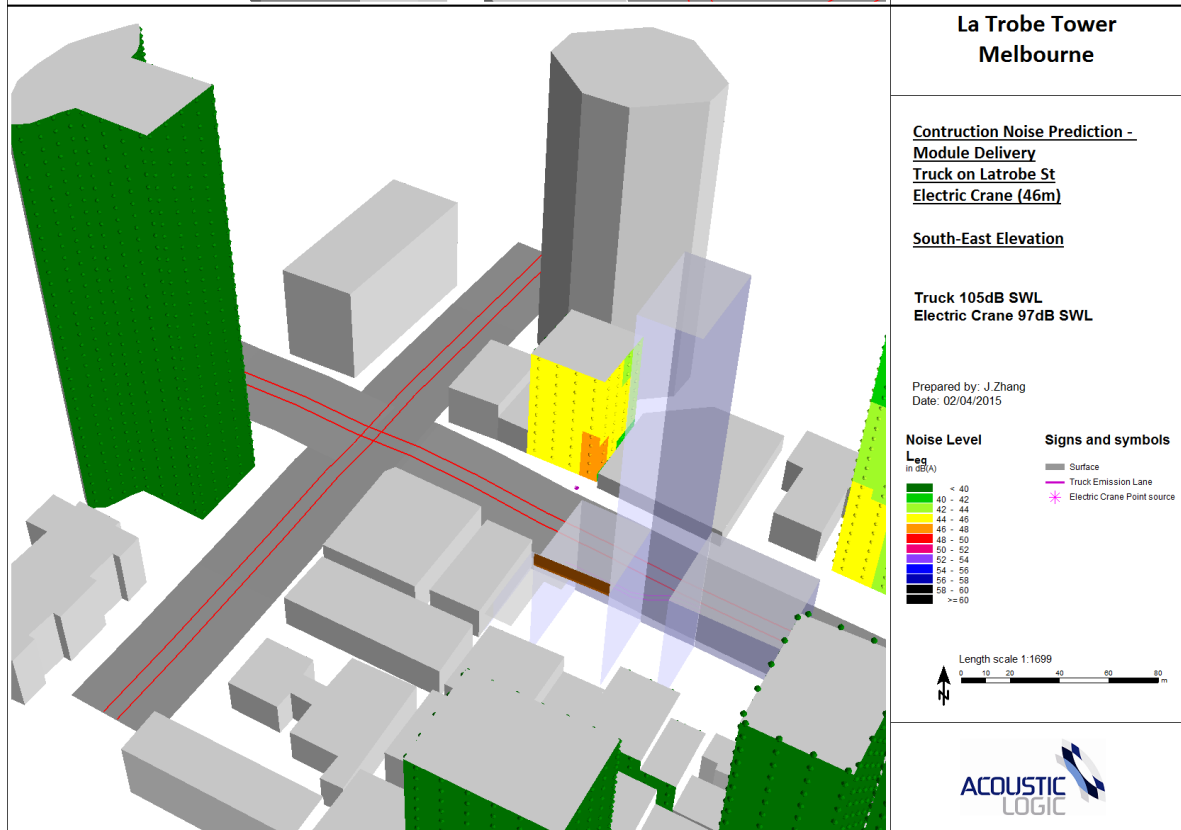 La Trobe Tower
Melbourne
Contruction Noise Prediction -
Module Delivery
Truck on Latrobe St
Electric Crane (46m)
South-East Elevation
Truck 105dB SWL
Electric Crane 97dB SWL
Prepared by: J.Zhang
Date: 02/04/2015
Noise Level
Leq
in dB(A)
< 40
40 - 42
42 - 44
44 - 46
46 - 48
48 - 50
50 - 52
52 - 54
54 - 56
56 - 58
58 - 60
>= 60
Signs and symbols
Surface
Truck Emission Lane
Electric Crane Point source
Length scale 1:1699
0 10 20 40 60 80
m
N
ACOUSTIC
LOGIC